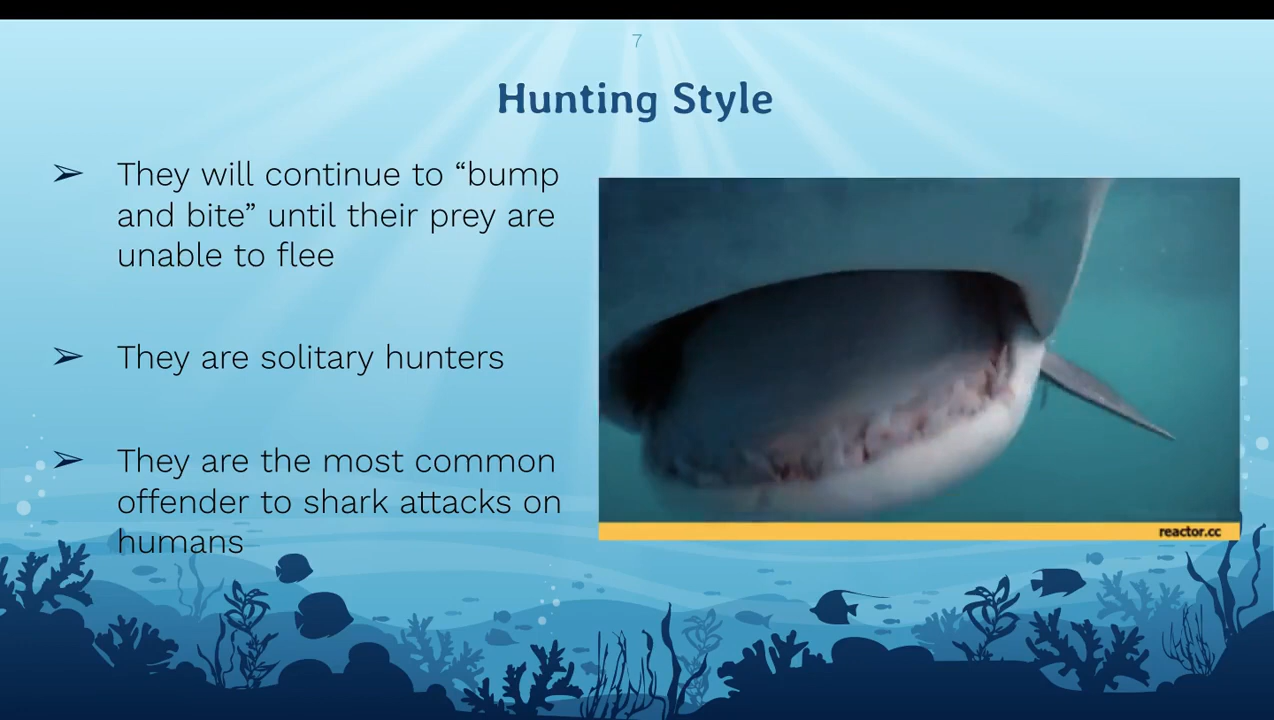 7
Hunting Style
➢ They will continue to “bump
and bite” until their prey are
unable to flee
➢ They are solitary hunters
➢ They are the most common
offender to shark attacks on
humans
reactor.cc